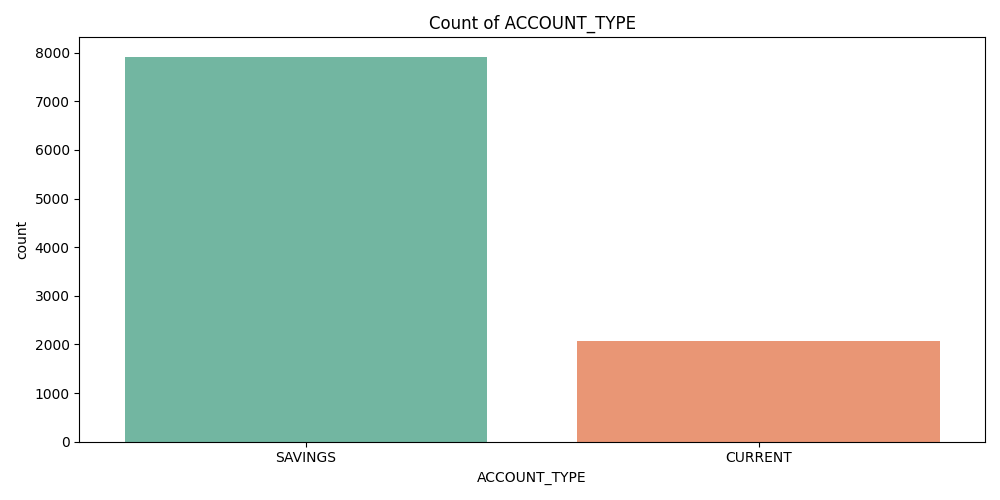 Count of ACCOUNT_TYPE
8000
7000
6000
5000
4000
3000
2000
1000
0
count
SAVINGS
CURRENT
ACCOUNT_TYPE